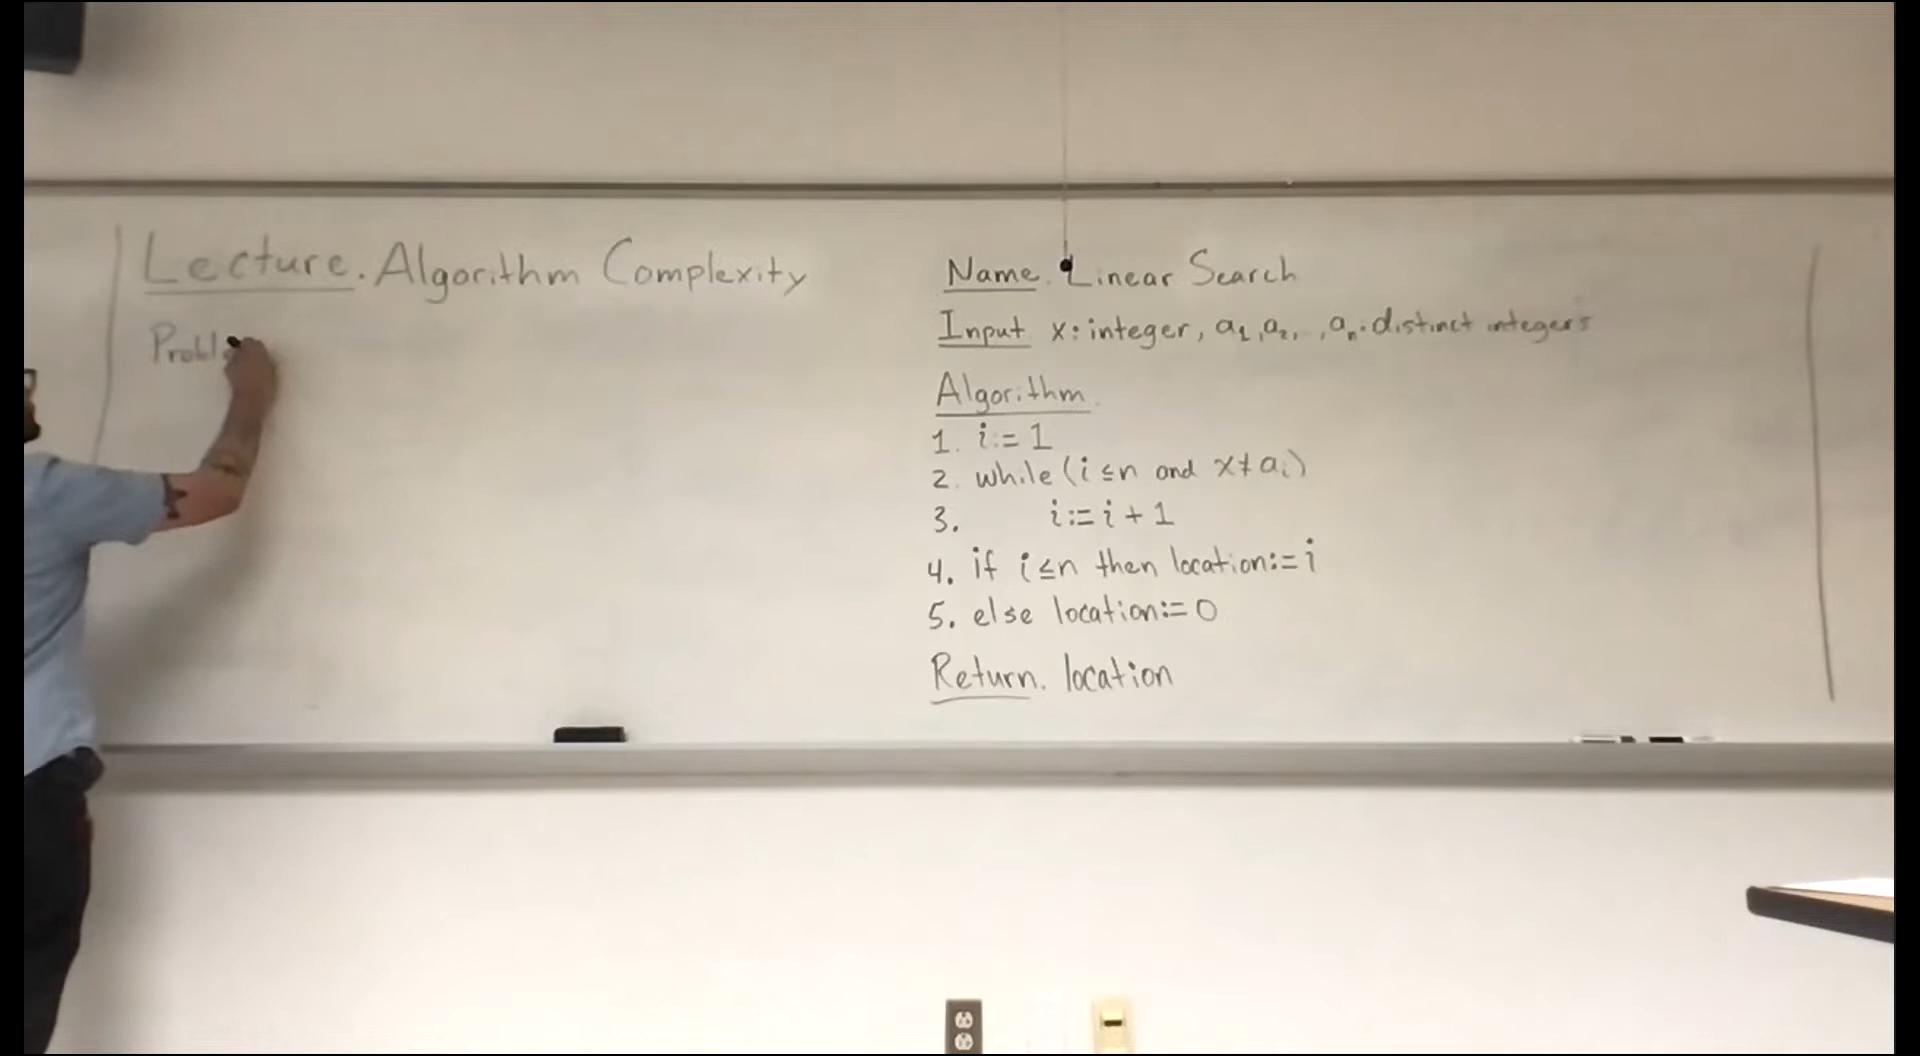 Lecture. Algorithm Complexity
Name. Linear Search
Input x: integer, a₁, a₂, , aₙ: distinct integers
Algorithm.
1. i := 1
2. while (i ≤ n and x ≠ aᵢ)
3. i := i + 1
4. if i ≤ n then location := i
5. else location := 0
Return. location